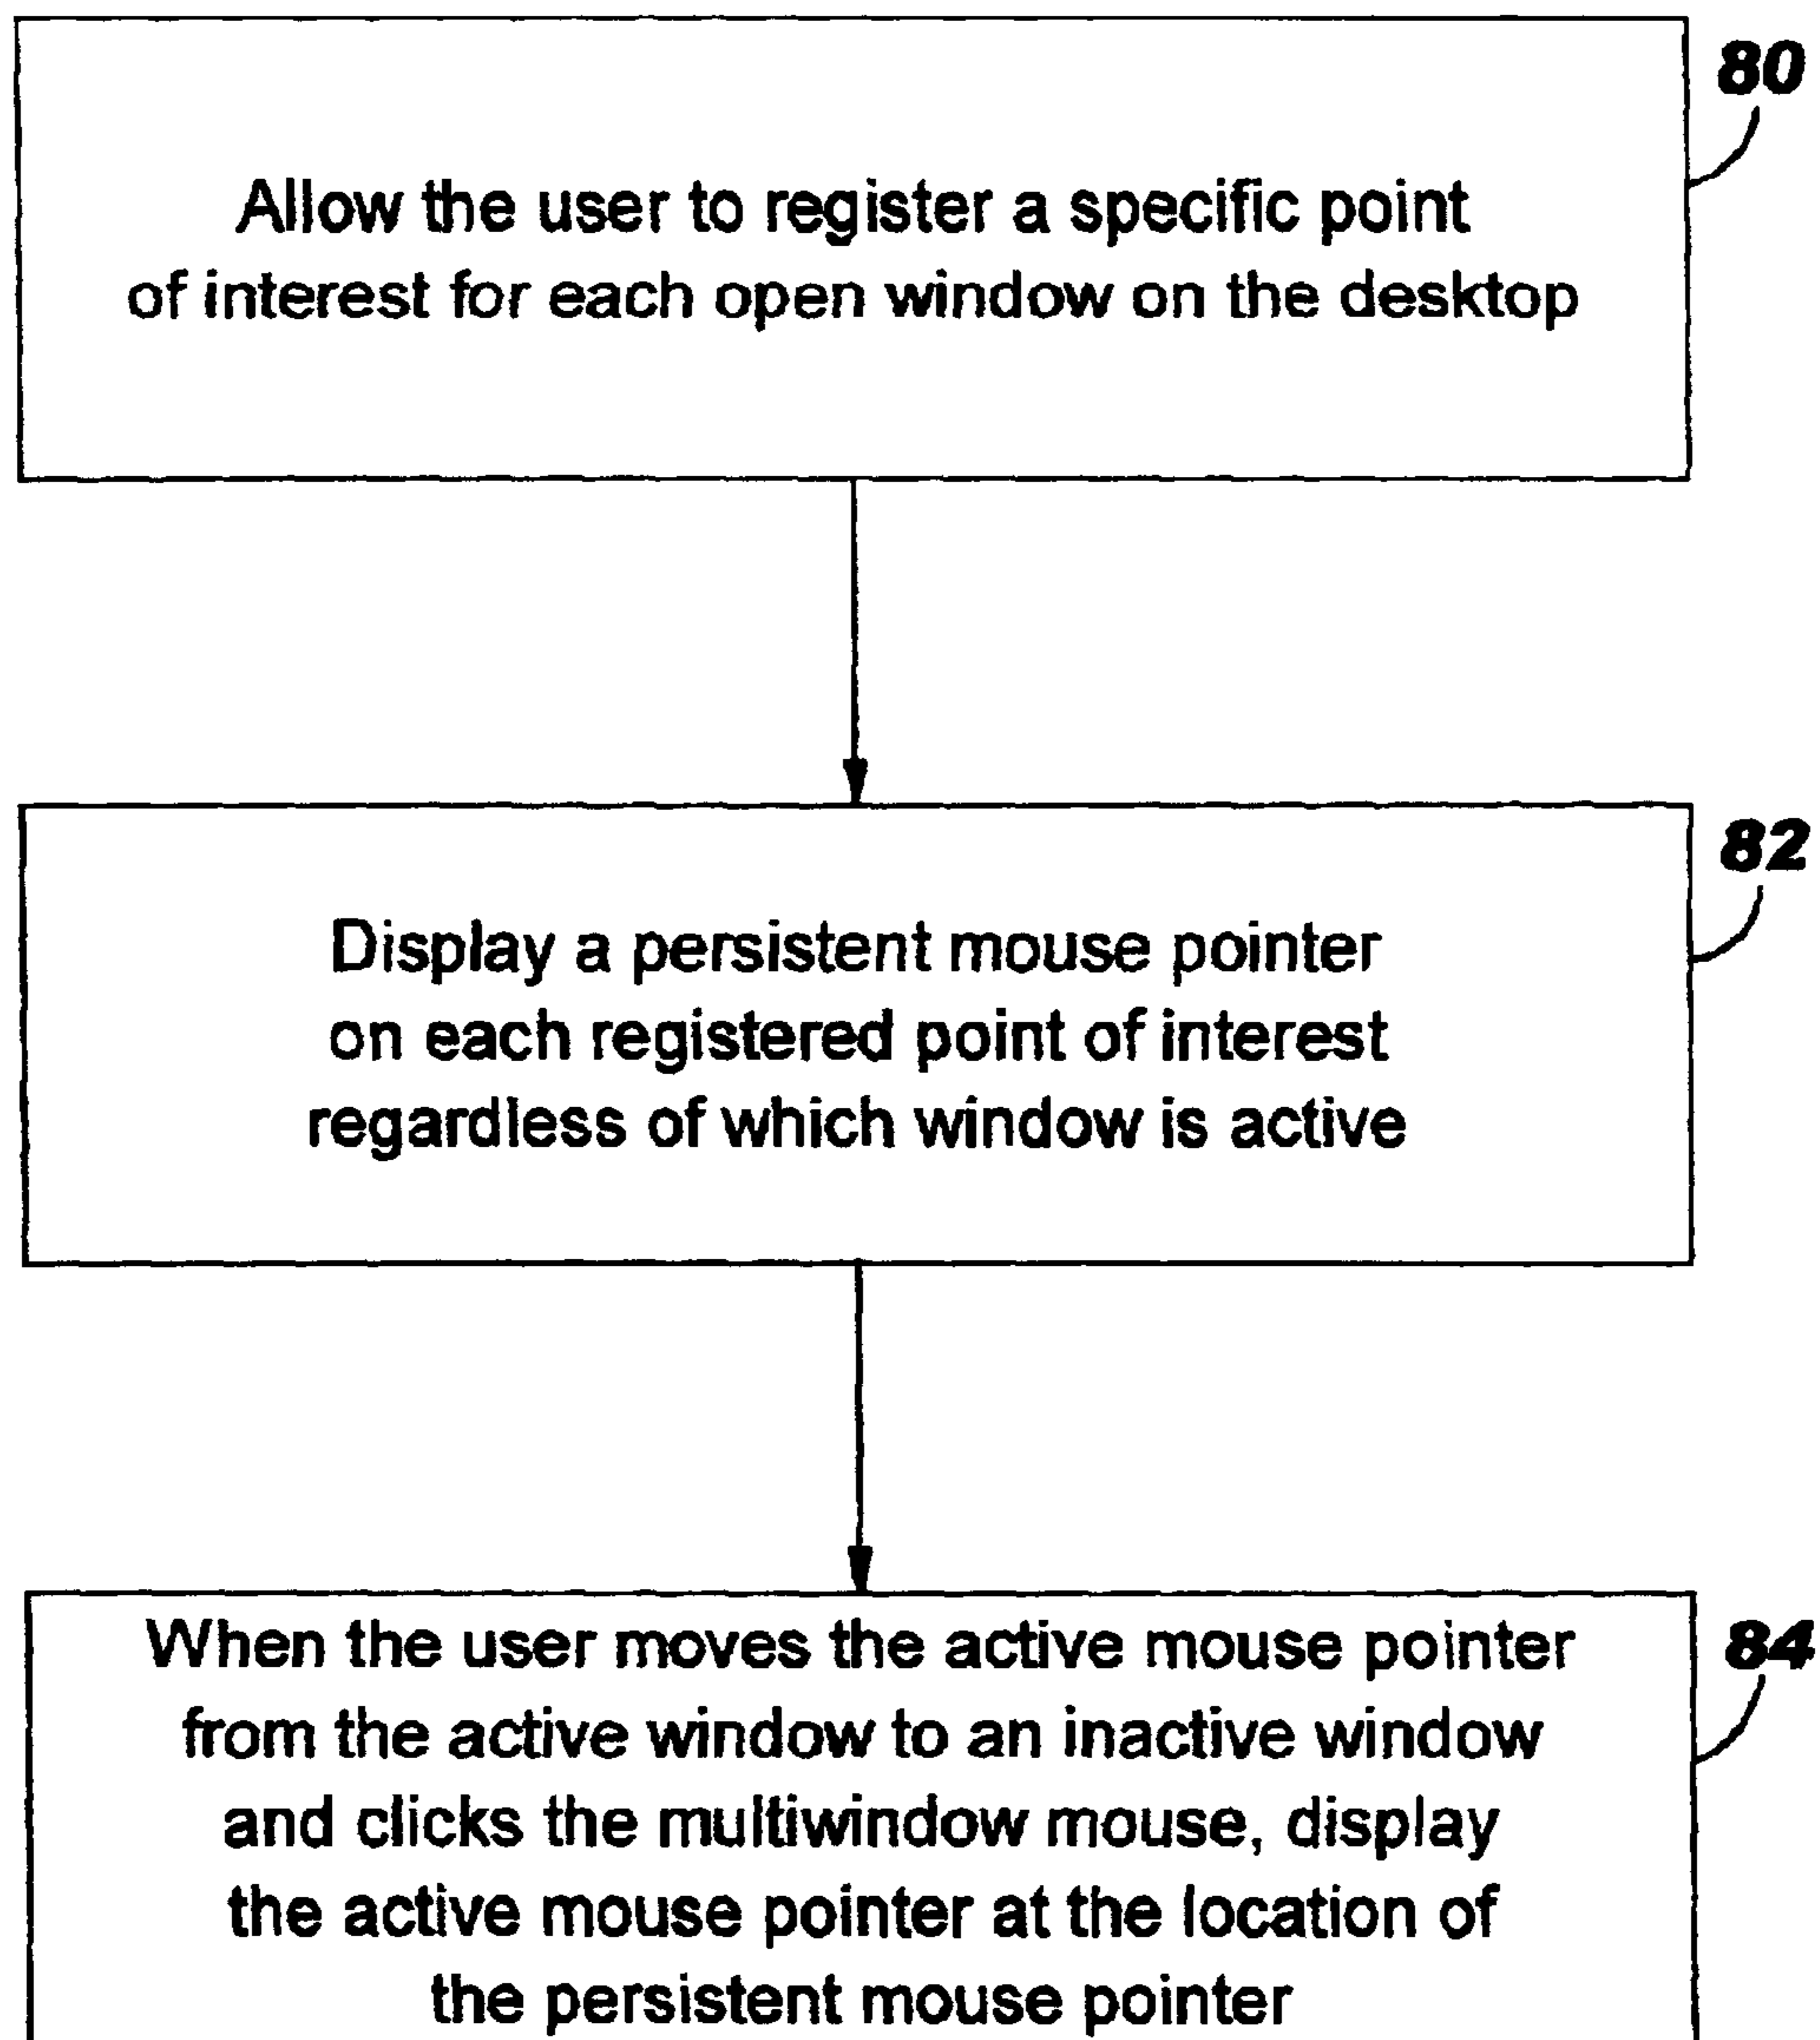 80
Allow the user to register a specific point
of interest for each open window on the desktop
82
Display a persistent mouse pointer
on each registered point of interest
regardless of which window is active
84
When the user moves the active mouse pointer
from the active window to an inactive window
and clicks the multiwindow mouse, display
the active mouse pointer at the location of
the persistent mouse pointer